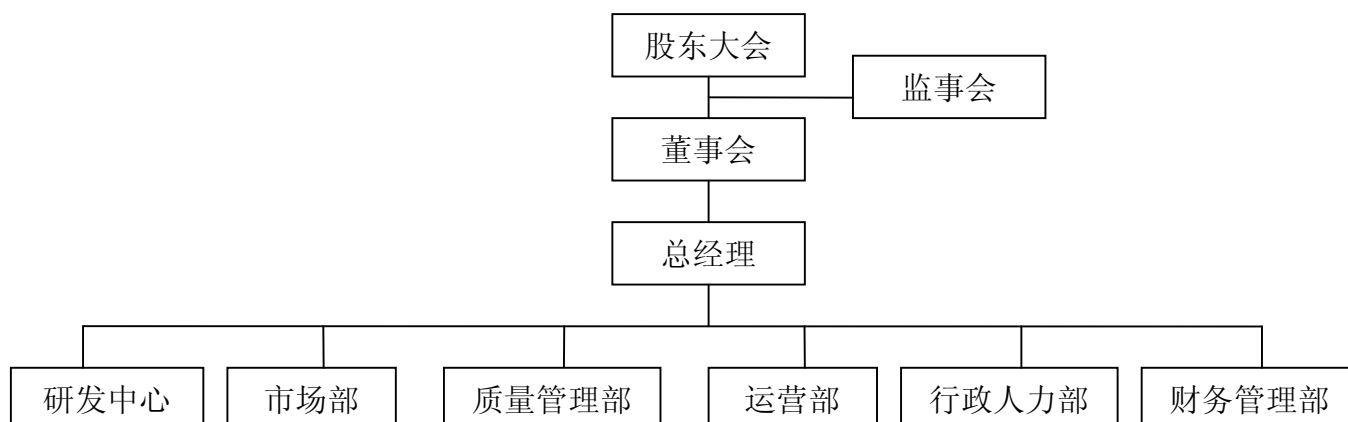 股东大会
监事会
董事会
总经理
研发中心
市场部
质量管理部
运营部
行政人力部
财务管理部